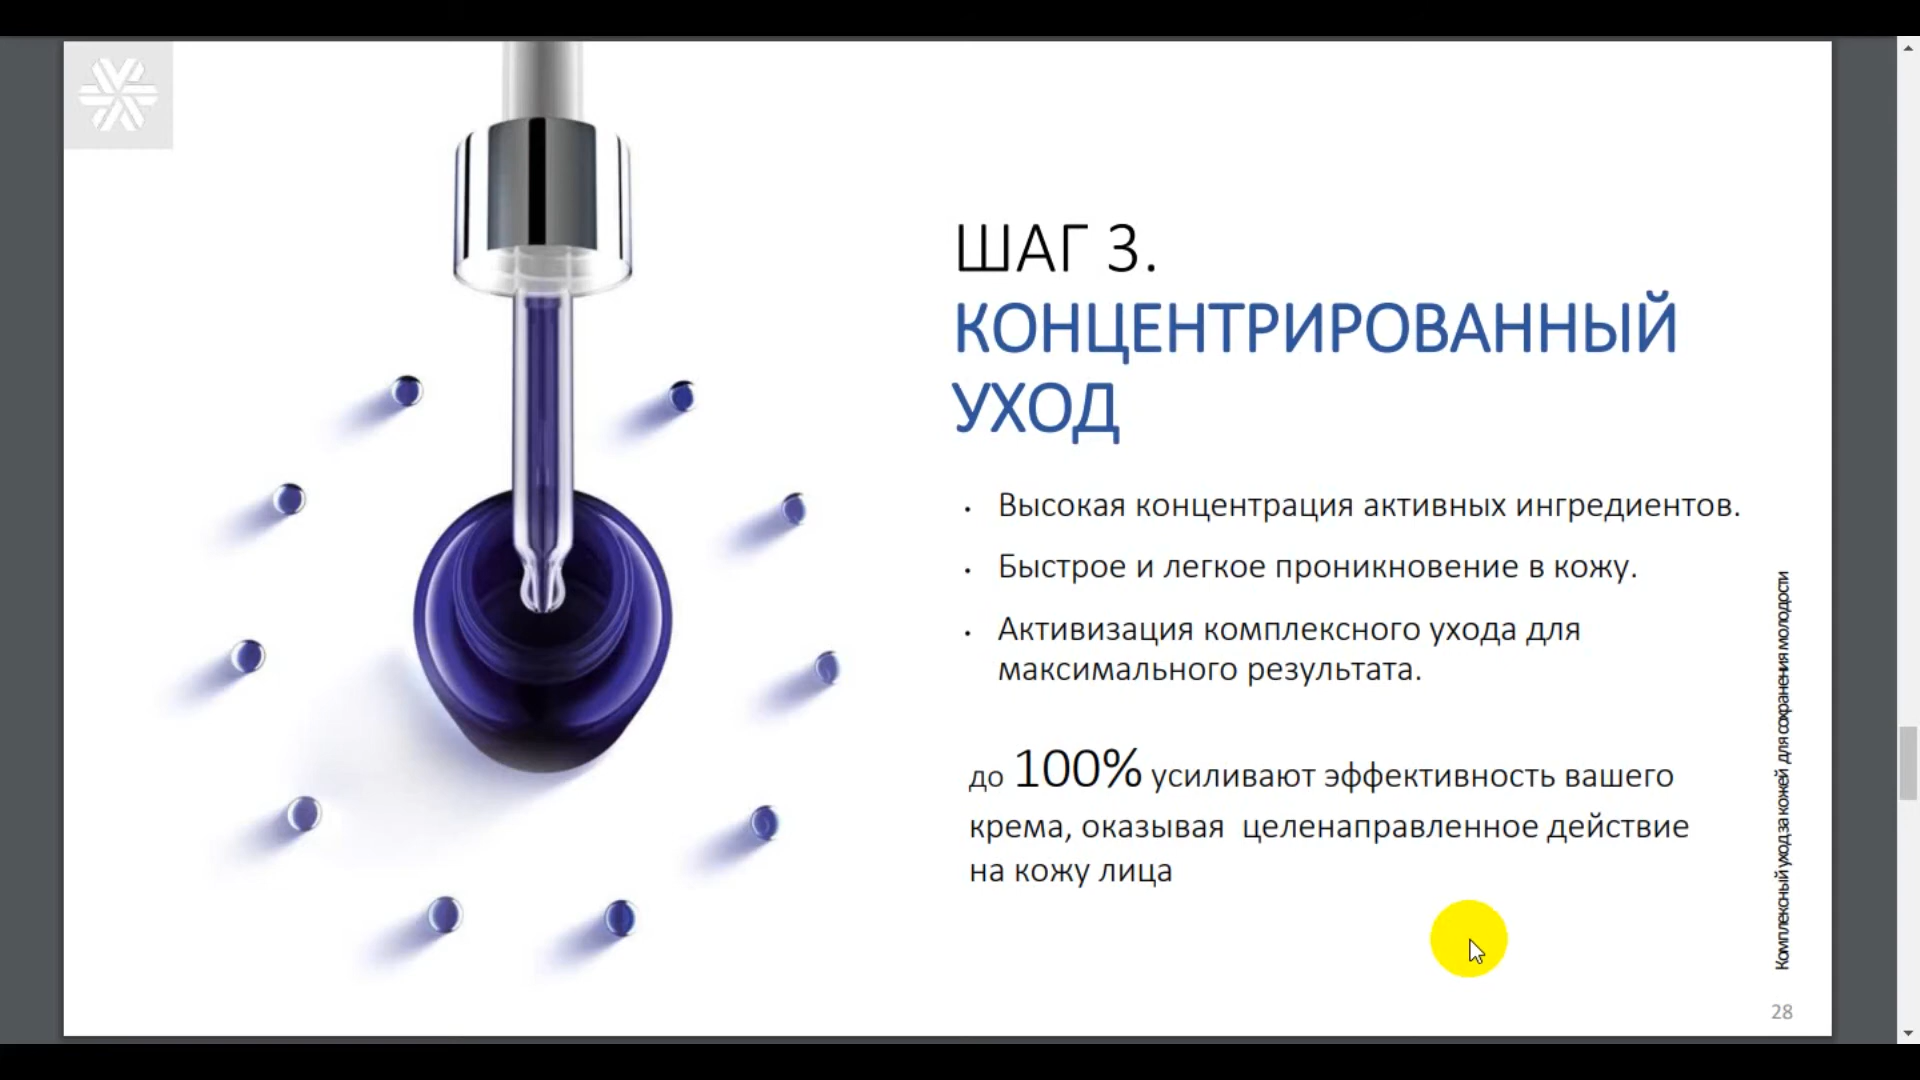 ШАГ 3.
КОНЦЕНТРИРОВАННЫЙ
УХОД
• Высокая концентрация активных ингредиентов.
• Быстрое и легкое проникновение в кожу.
• Активизация комплексного ухода для
максимального результата.
до 100% усиливают эффективность вашего
крема, оказывая целенаправленное действие
на кожу лица
Комплексный уход за кожей для сохранения молодости
28